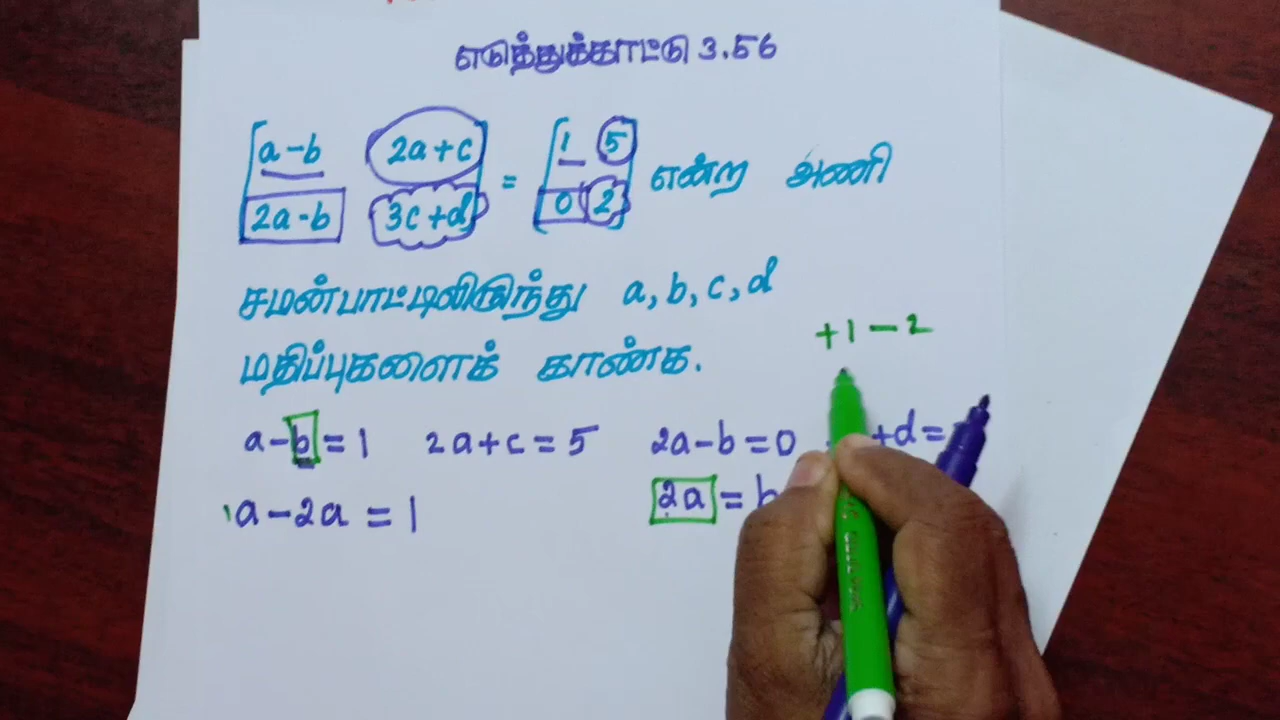 எடுத்துக்காட்டு 3.56
a-b 2a+c = 1 5 என்ற அணி
2a-b 3c+d 0 2
சமன்பாட்டிலிருந்து a, b, c, d
மதிப்புகளைக் காண்க.
+1-2
a-b=1 2a+c=5 2a-b=0 +d=
1a-2a=1 2a=b